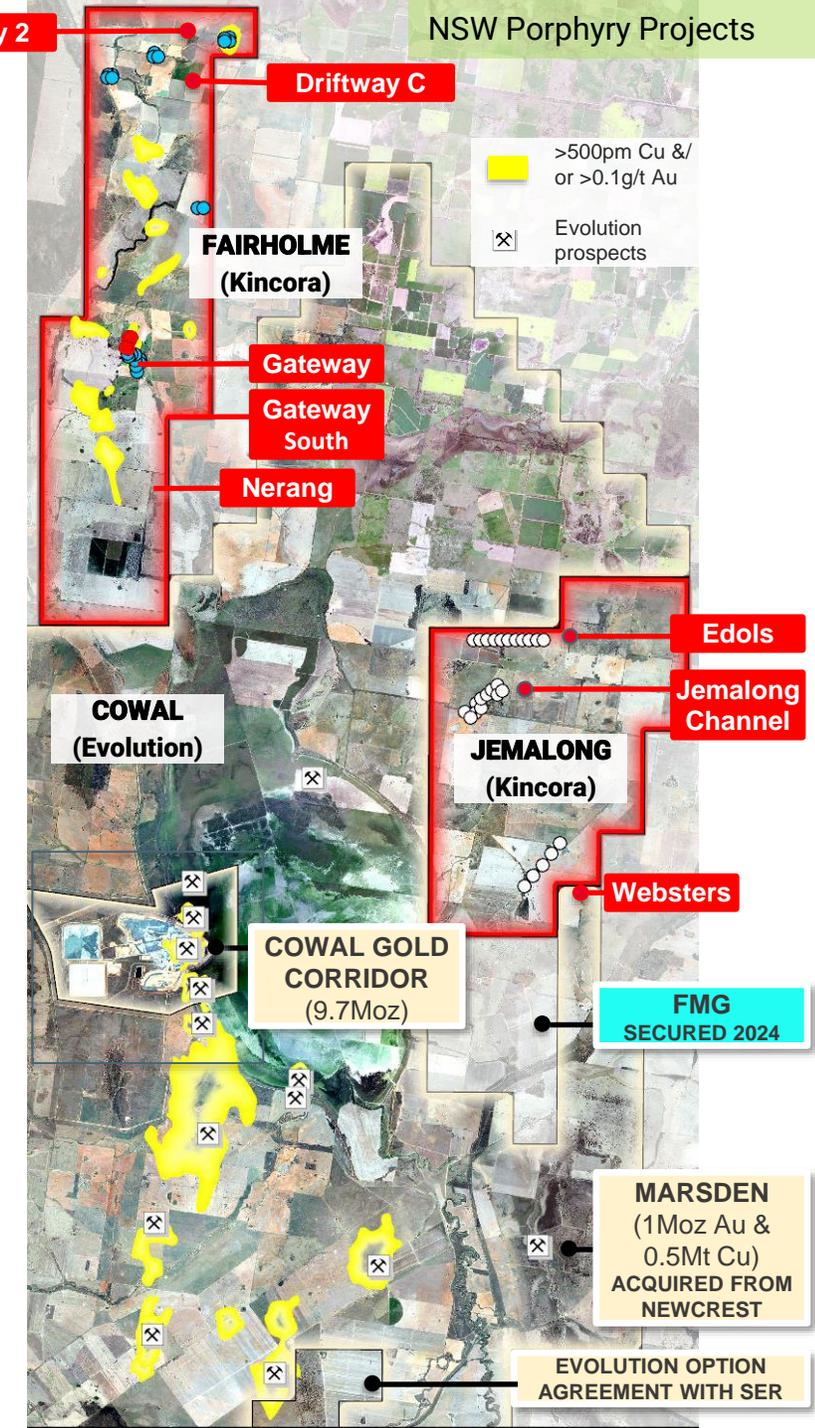 NSW Porphyry Projects
y 2
Driftway C
>500pm Cu &/
or >0.1g/t Au
Evolution
prospects
FAIRHOLME
(Kincora)
Gateway
Gateway
South
Nerang
Edols
Jemalong
Channel
COWAL
(Evolution)
JEMALONG
(Kincora)
Websters
COWAL GOLD
CORRIDOR
(9.7Moz)
FMG
SECURED 2024
MARSDEN
(1Moz Au &
0.5Mt Cu)
ACQUIRED FROM
NEWCREST
EVOLUTION OPTION
AGREEMENT WITH SER